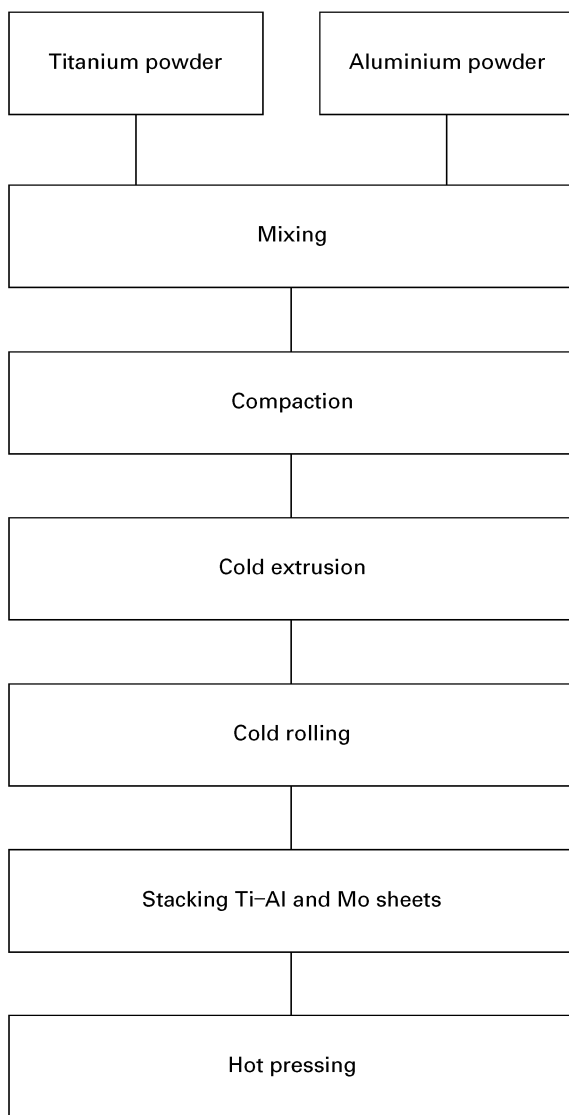 Titanium powder
Aluminium powder
Mixing
Compaction
Cold extrusion
Cold rolling
Stacking Ti–Al and Mo sheets
Hot pressing